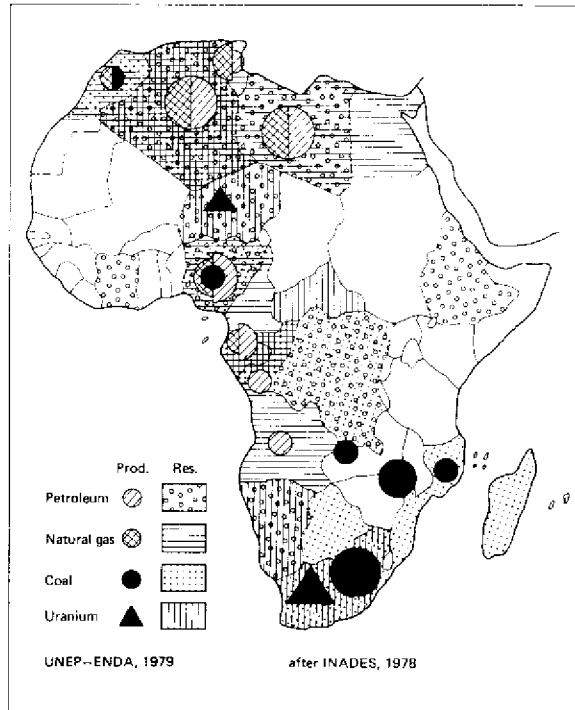 Prod. Res.
Petroleum
Natural gas
Coal
Uranium
UNEP-ENDA, 1979 after INADES, 1978